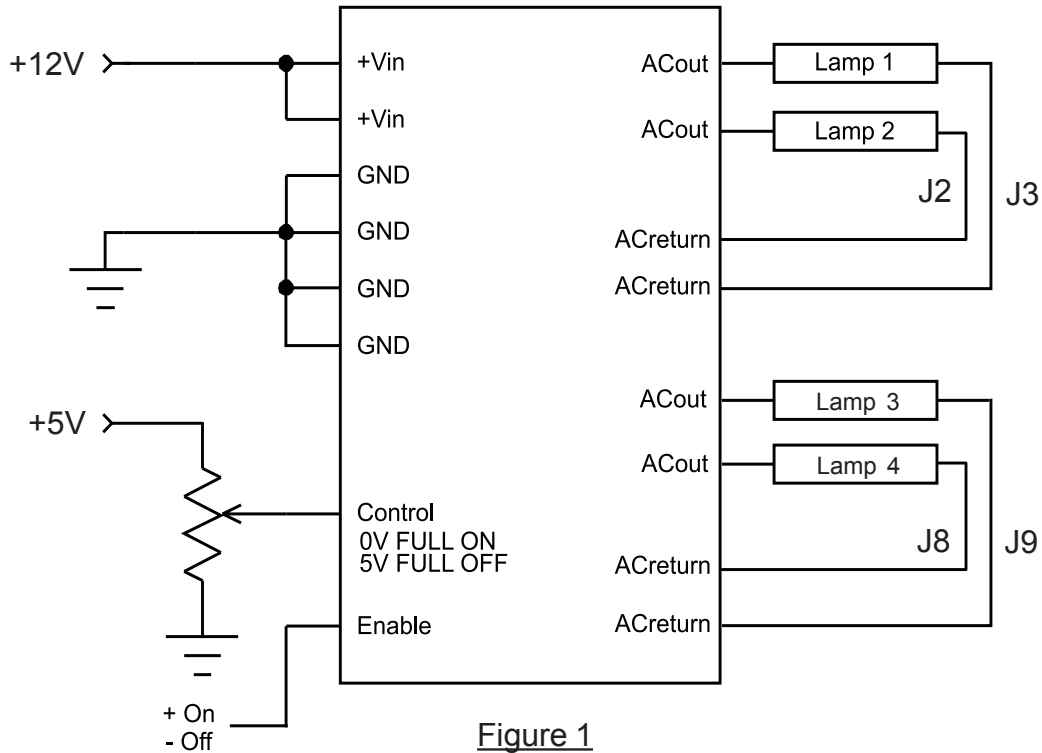 +12V
+Vin
+Vin
GND
GND
GND
GND
+5V
Control
0V FULL ON
5V FULL OFF
Enable
+ On
- Off
ACout
Lamp 1
ACout
Lamp 2
J2
J3
ACreturn
ACreturn
ACout
Lamp 3
ACout
Lamp 4
J8
J9
ACreturn
ACreturn
Figure 1